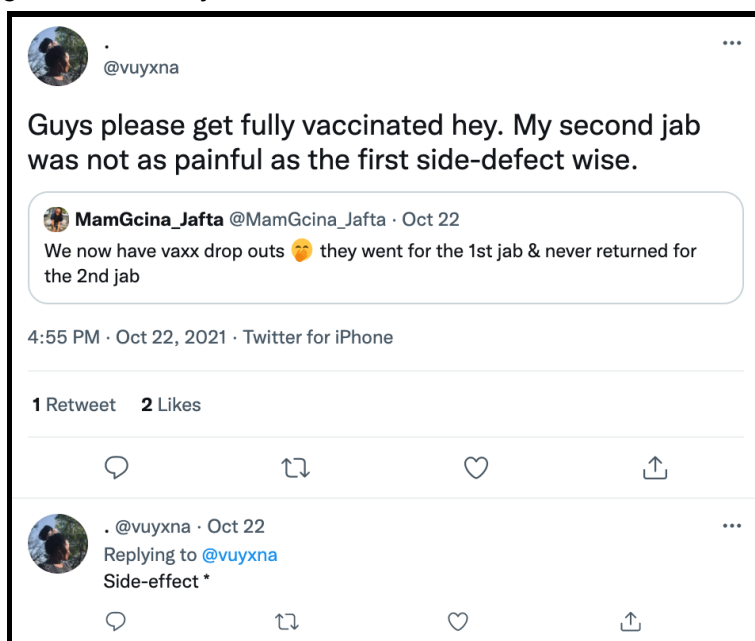 .
@vuyxna
Guys please get fully vaccinated hey. My second jab
was not as painful as the first side-defect wise.
MamGcina_Jafta @MamGcina_Jafta · Oct 22
We now have vaxx drop outs 🤭 they went for the 1st jab & never returned for
the 2nd jab
4:55 PM · Oct 22, 2021 · Twitter for iPhone
1 Retweet 2 Likes
. @vuyxna · Oct 22
Replying to @vuyxna
Side-effect *